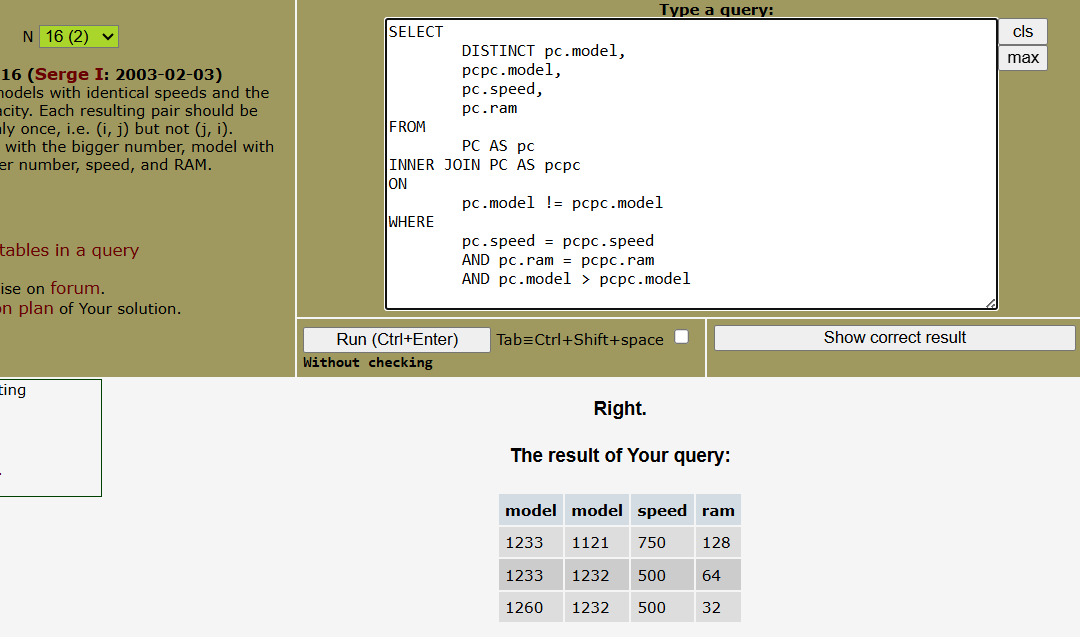 N 16 (2)
16 (Serge I: 2003-02-03)
models with identical speeds and the
Each resulting pair should be
only once, i.e. (i, j) but not (j, i).
with the bigger number, model with
number, speed, and RAM.
tables in a query
on forum.
plan of Your solution.
Type a query:
SELECT
DISTINCT pc.model,
pcpc.model,
pc.speed,
pc.ram
FROM
PC AS pc
INNER JOIN PC AS pcpc
ON
pc.model != pcpc.model
WHERE
pc.speed = pcpc.speed
AND pc.ram = pcpc.ram
AND pc.model > pcpc.model
cls
max
Run (Ctrl+Enter) Tab≡Ctrl+Shift+space
Without checking
Show correct result
Right.
The result of Your query:
model model speed ram
1233 1121 750 128
1233 1232 500 64
1260 1232 500 32